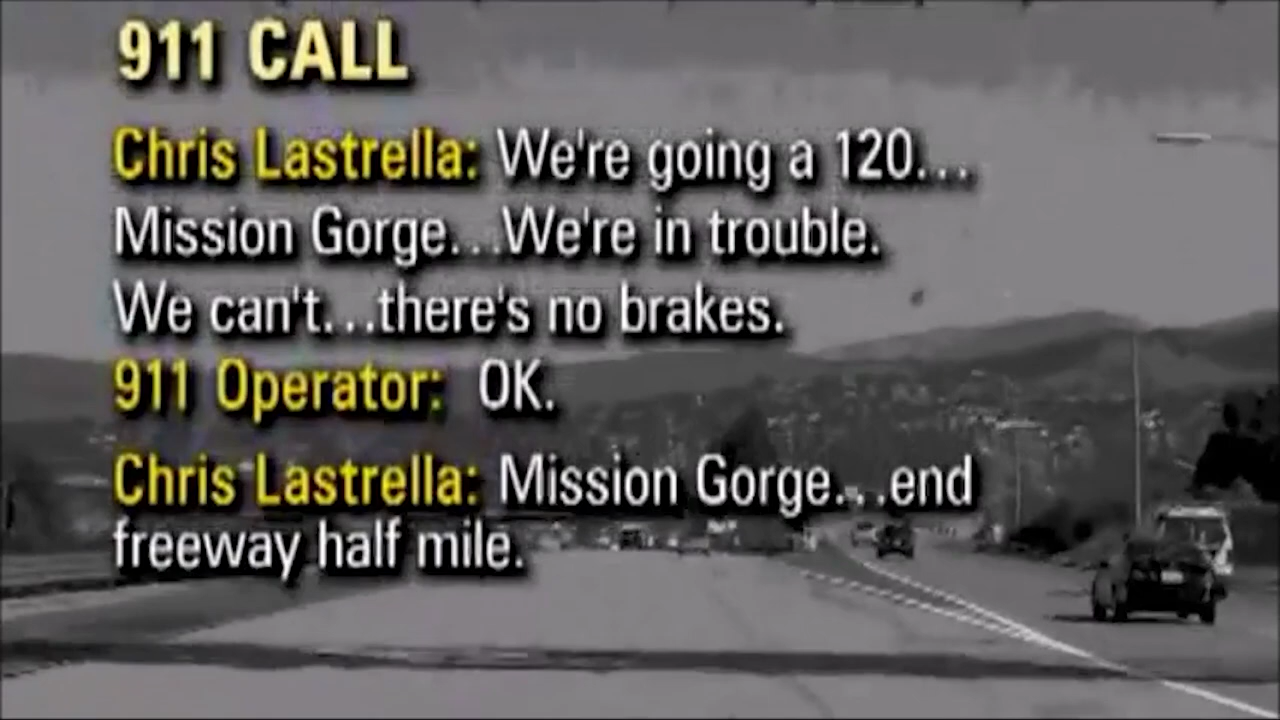 911 CALL
Chris Lastrella: We're going a 120...
Mission Gorge...We're in trouble.
We can't...there's no brakes.
911 Operator: OK.
Chris Lastrella: Mission Gorge...end
freeway half mile.